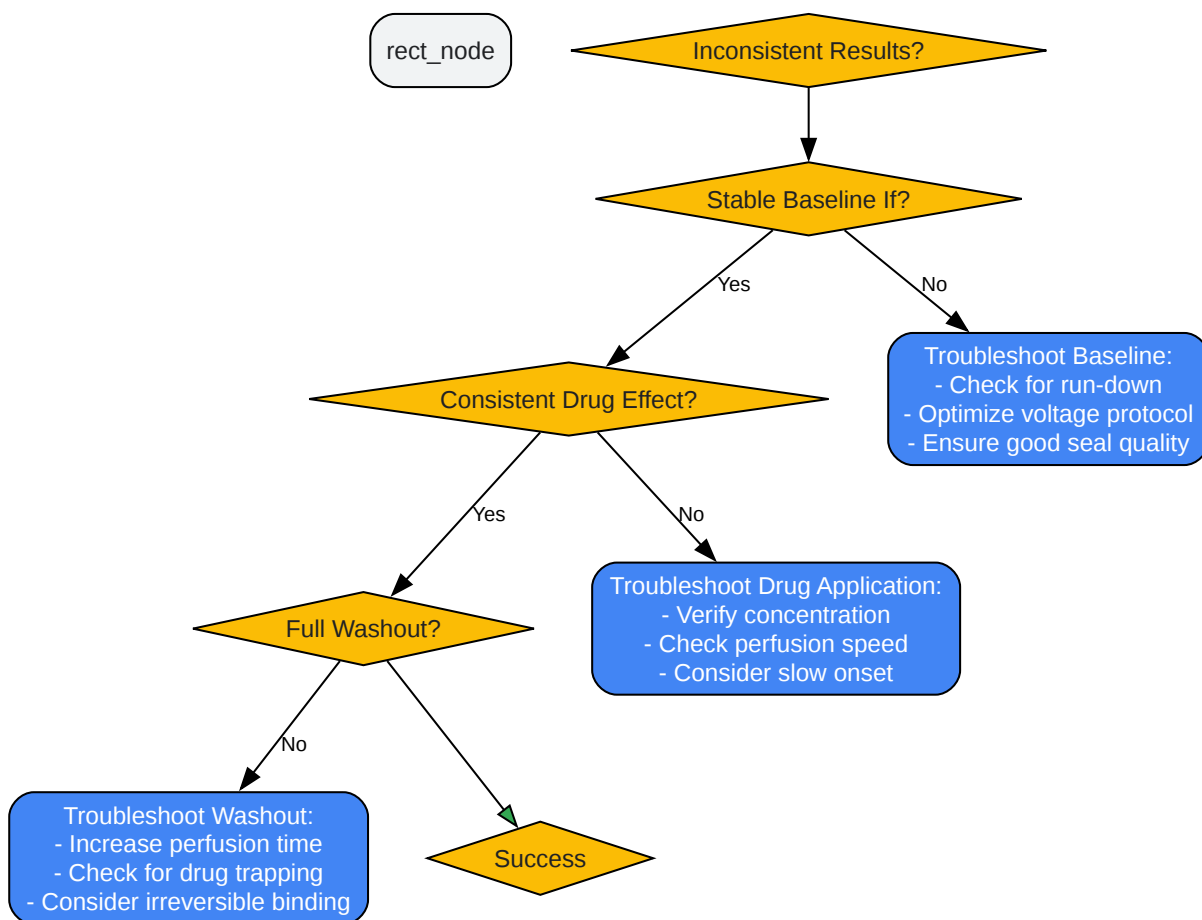 rect_node
Inconsistent Results?
Stable Baseline If?
Yes
No
Troubleshoot Baseline:
- Check for run-down
- Optimize voltage protocol
- Ensure good seal quality
Consistent Drug Effect?
Yes
No
Troubleshoot Drug Application:
- Verify concentration
- Check perfusion speed
- Consider slow onset
Full Washout?
No
Troubleshoot Washout:
- Increase perfusion time
- Check for drug trapping
- Consider irreversible binding
Success